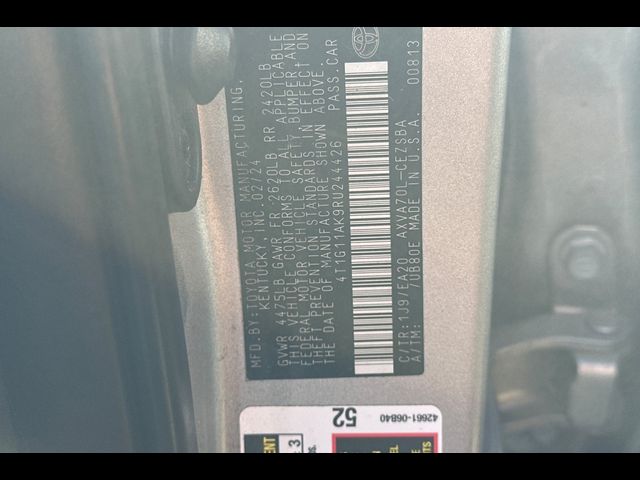 MFD.BY:TOYOTA MOTOR MANUFACTURING,
KENTUCKY, INC. 02/24
GVWR 4475LB GAWR FR 2620LB RR 2420LB
THIS VEHICLE CONFORMS TO ALL APPLICABLE
FEDERAL MOTOR VEHICLE SAFETY, BUMPER, AND
THEFT PREVENTION STANDARDS IN EFFECT ON
THE DATE OF MANUFACTURE SHOWN ABOVE.
4T1G11AK9RU244426 PASS.CAR
C/TR:1J9/EA20 AXVA70L-CEZSBA
A/TM: /UB80E MADE IN U.S.A. 00813
52
42661-06B40
3